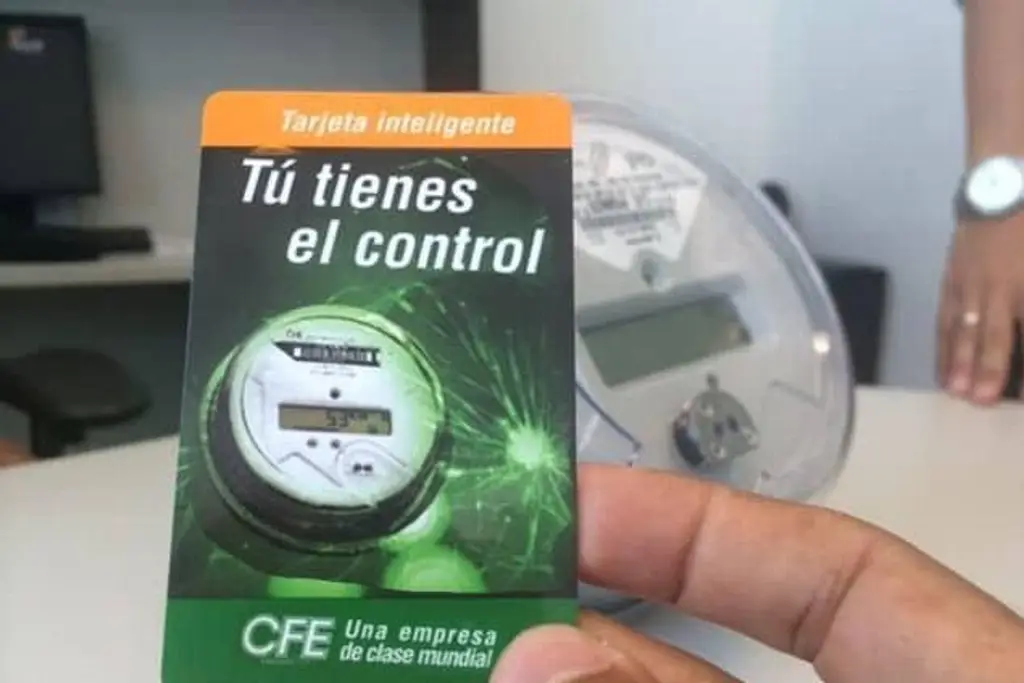 Tarjeta inteligente
Tú tienes
el control
CFE
Una empresa
de clase mundial